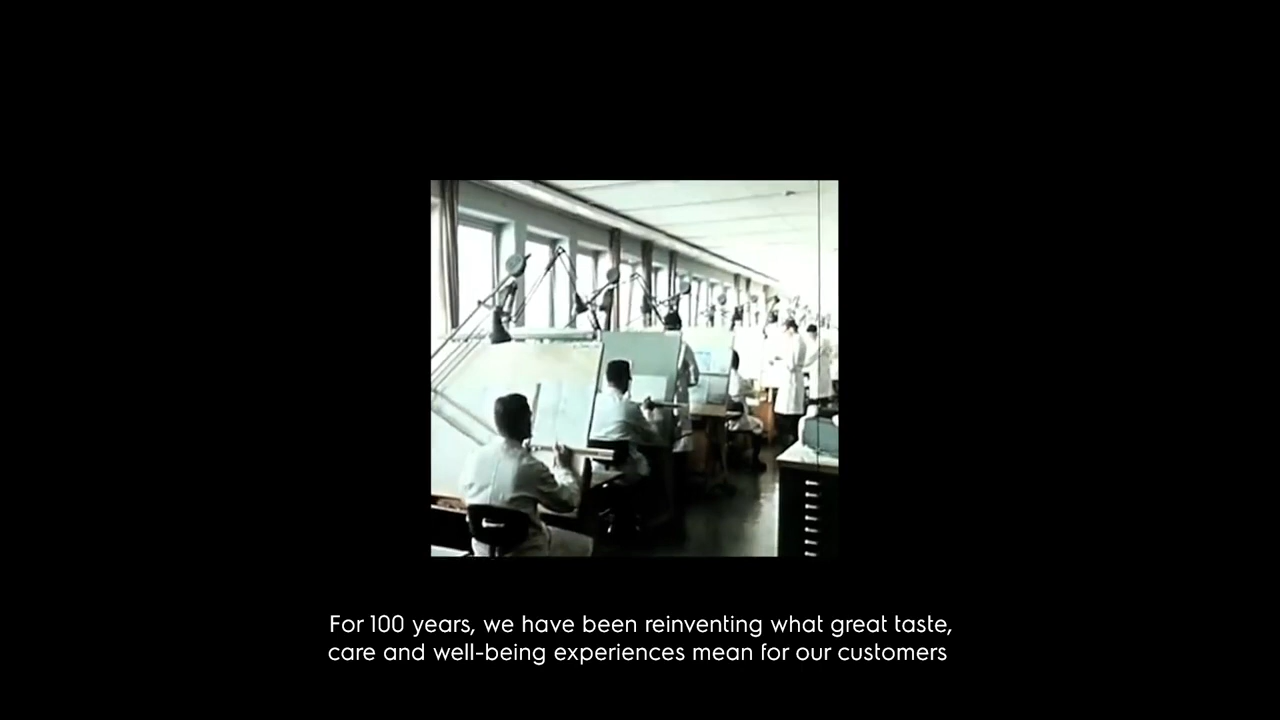 For 100 years, we have been reinventing what great taste,
care and well-being experiences mean for our customers